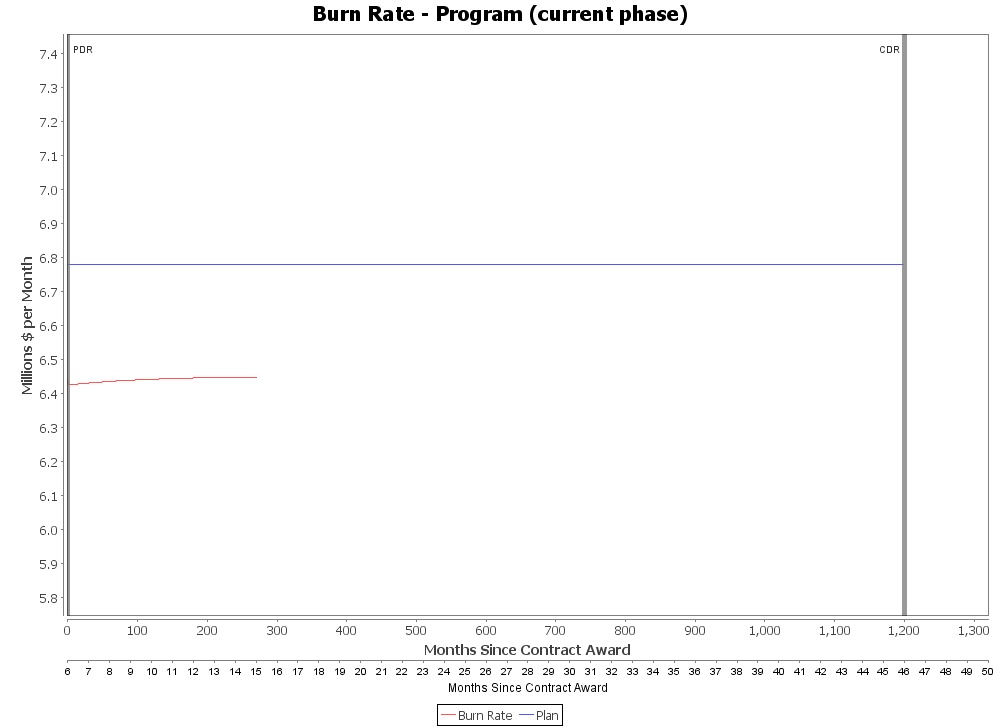 Burn Rate - Program (current phase)
PDR
CDR
7.4
7.3
7.2
7.1
7.0
6.9
6.8
6.7
6.6
6.5
6.4
6.3
6.2
6.1
6.0
5.9
5.8
Millions $ per Month
0 100 200 300 400 500 600 700 800 900 1,000 1,100 1,200 1,300
Months Since Contract Award
6 7 8 9 10 11 12 13 14 15 16 17 18 19 20 21 22 23 24 25 26 27 28 29 30 31 32 33 34 35 36 37 38 39 40 41 42 43 44 45 46 47 48 49 50
Months Since Contract Award
Burn Rate Plan